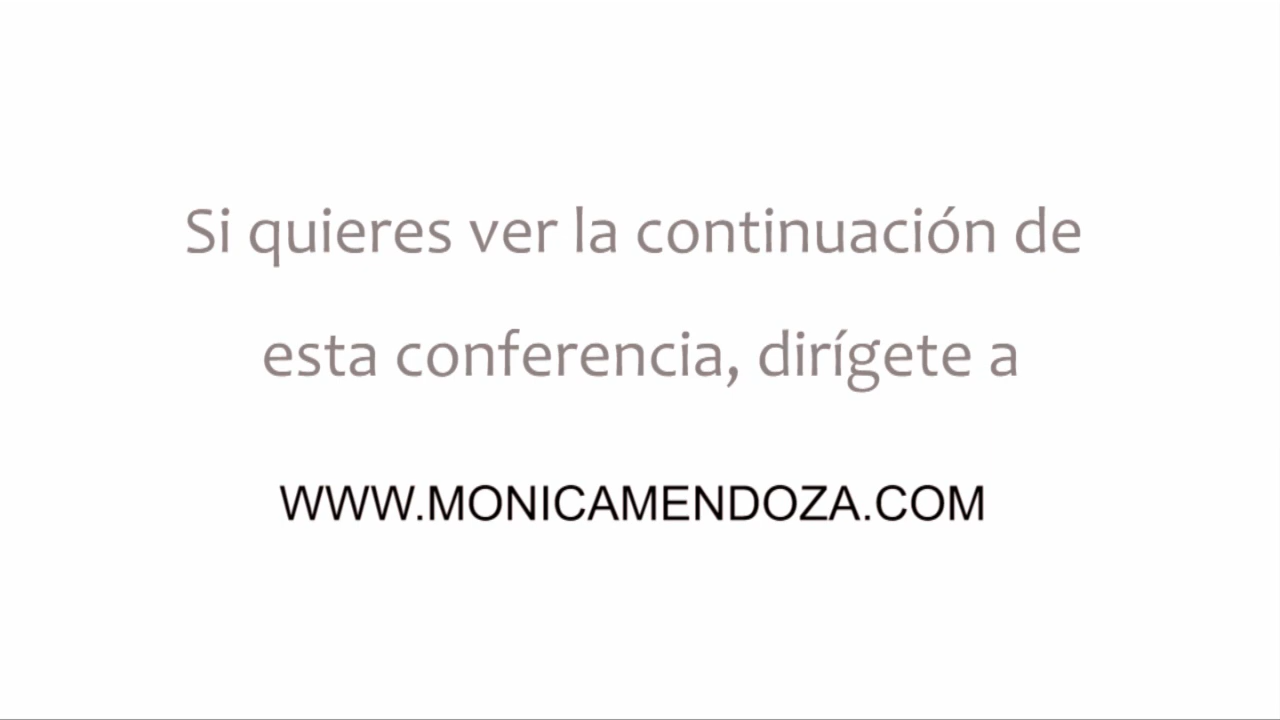 Si quieres ver la continuación de
esta conferencia, dirígete a
WWW.MONICAMENDOZA.COM